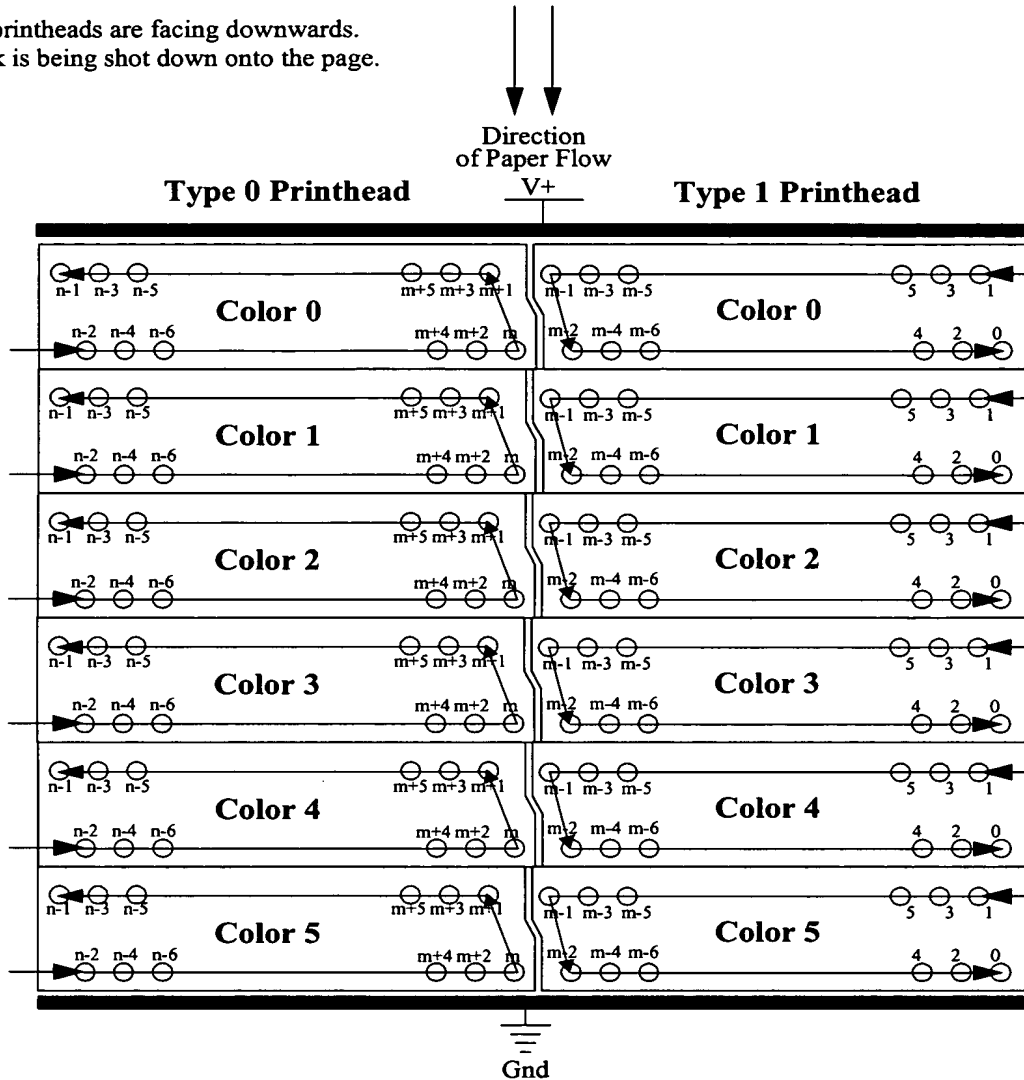 printheads are facing downwards.
k is being shot down onto the page.
Direction
of Paper Flow
Type 0 Printhead V+ Type 1 Printhead
n-1 n-3 n-5 m+5 m+3 m+1 m-1 m-3 m-5 5 3 1
Color 0 Color 0
n-2 n-4 n-6 m+4 m+2 m m-2 m-4 m-6 4 2 0
n-1 n-3 n-5 m+5 m+3 m+1 m-1 m-3 m-5 5 3 1
Color 1 Color 1
n-2 n-4 n-6 m+4 m+2 m m-2 m-4 m-6 4 2 0
n-1 n-3 n-5 m+5 m+3 m+1 m-1 m-3 m-5 5 3 1
Color 2 Color 2
n-2 n-4 n-6 m+4 m+2 m m-2 m-4 m-6 4 2 0
n-1 n-3 n-5 m+5 m+3 m+1 m-1 m-3 m-5 5 3 1
Color 3 Color 3
n-2 n-4 n-6 m+4 m+2 m m-2 m-4 m-6 4 2 0
n-1 n-3 n-5 m+5 m+3 m+1 m-1 m-3 m-5 5 3 1
Color 4 Color 4
n-2 n-4 n-6 m+4 m+2 m m-2 m-4 m-6 4 2 0
n-1 n-3 n-5 m+5 m+3 m+1 m-1 m-3 m-5 5 3 1
Color 5 Color 5
n-2 n-4 n-6 m+4 m+2 m m-2 m-4 m-6 4 2 0
Gnd